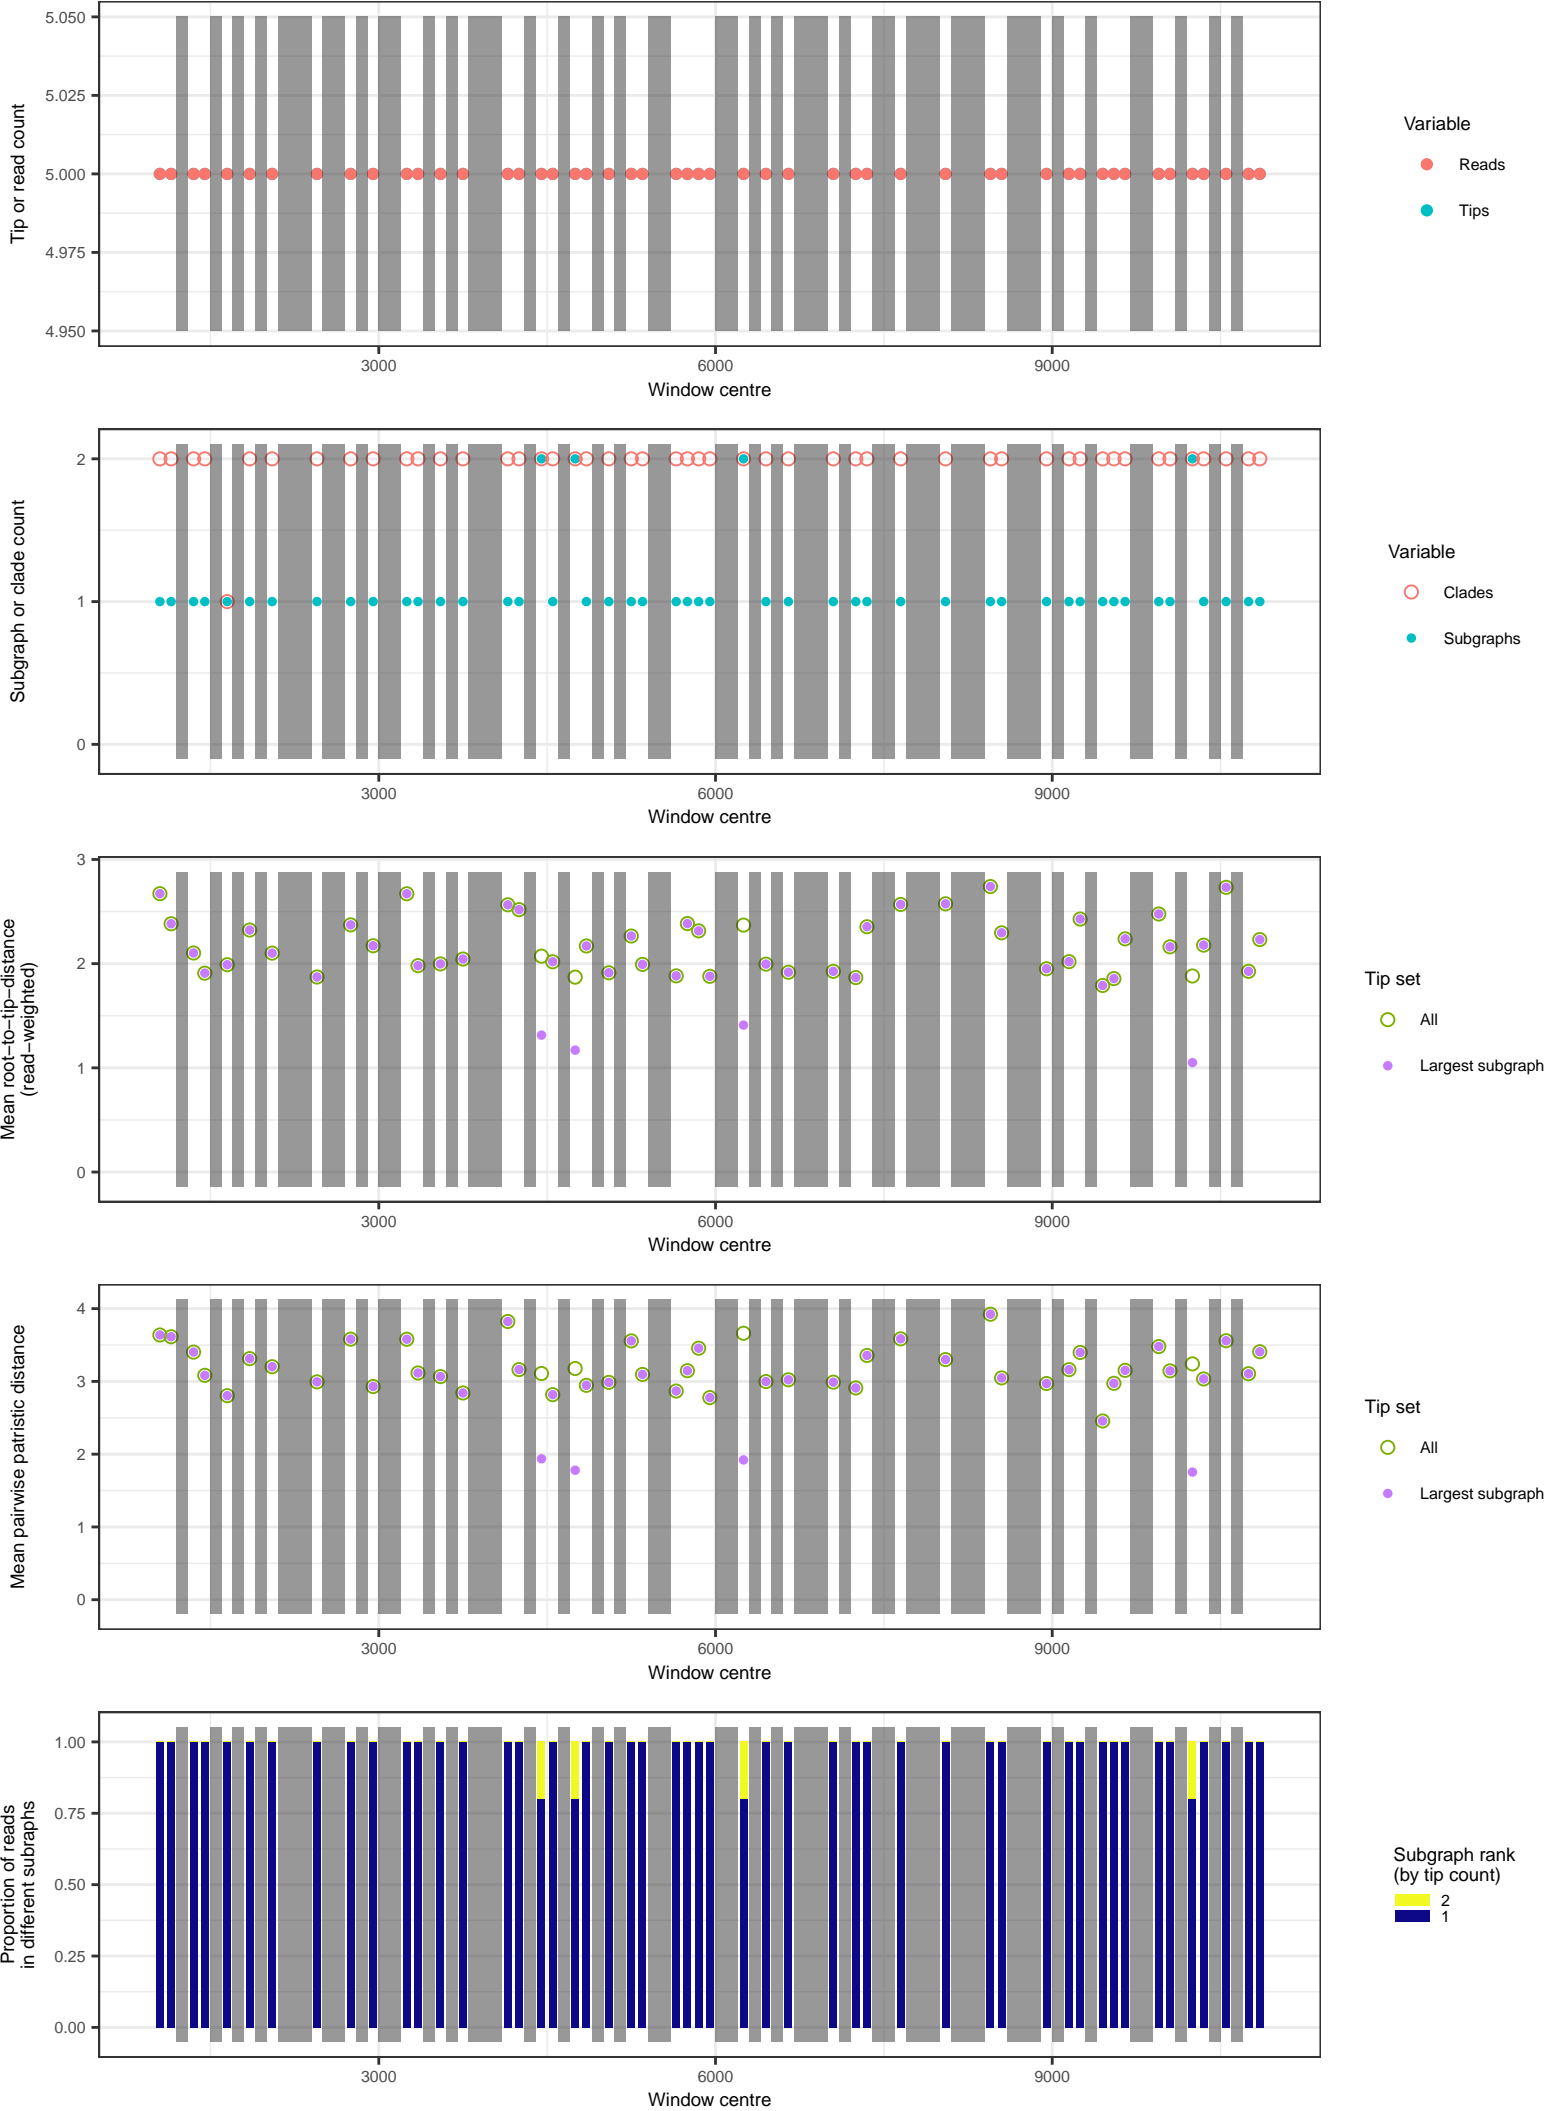 5.050
5.025
5.000
4.975
4.950
Tip or read count
3000 6000 9000
Window centre
Variable
Reads
Tips
2
1
0
Subgraph or clade count
3000 6000 9000
Window centre
Variable
Clades
Subgraphs
3
2
1
0
Mean root−to−tip−distance
(read−weighted)
3000 6000 9000
Window centre
Tip set
All
Largest subgraph
4
3
2
1
0
Mean pairwise patristic distance
3000 6000 9000
Window centre
Tip set
All
Largest subgraph
1.00
0.75
0.50
0.25
0.00
Proportion of reads
in different subraphs
3000 6000 9000
Window centre
Subgraph rank
(by tip count)
2
1